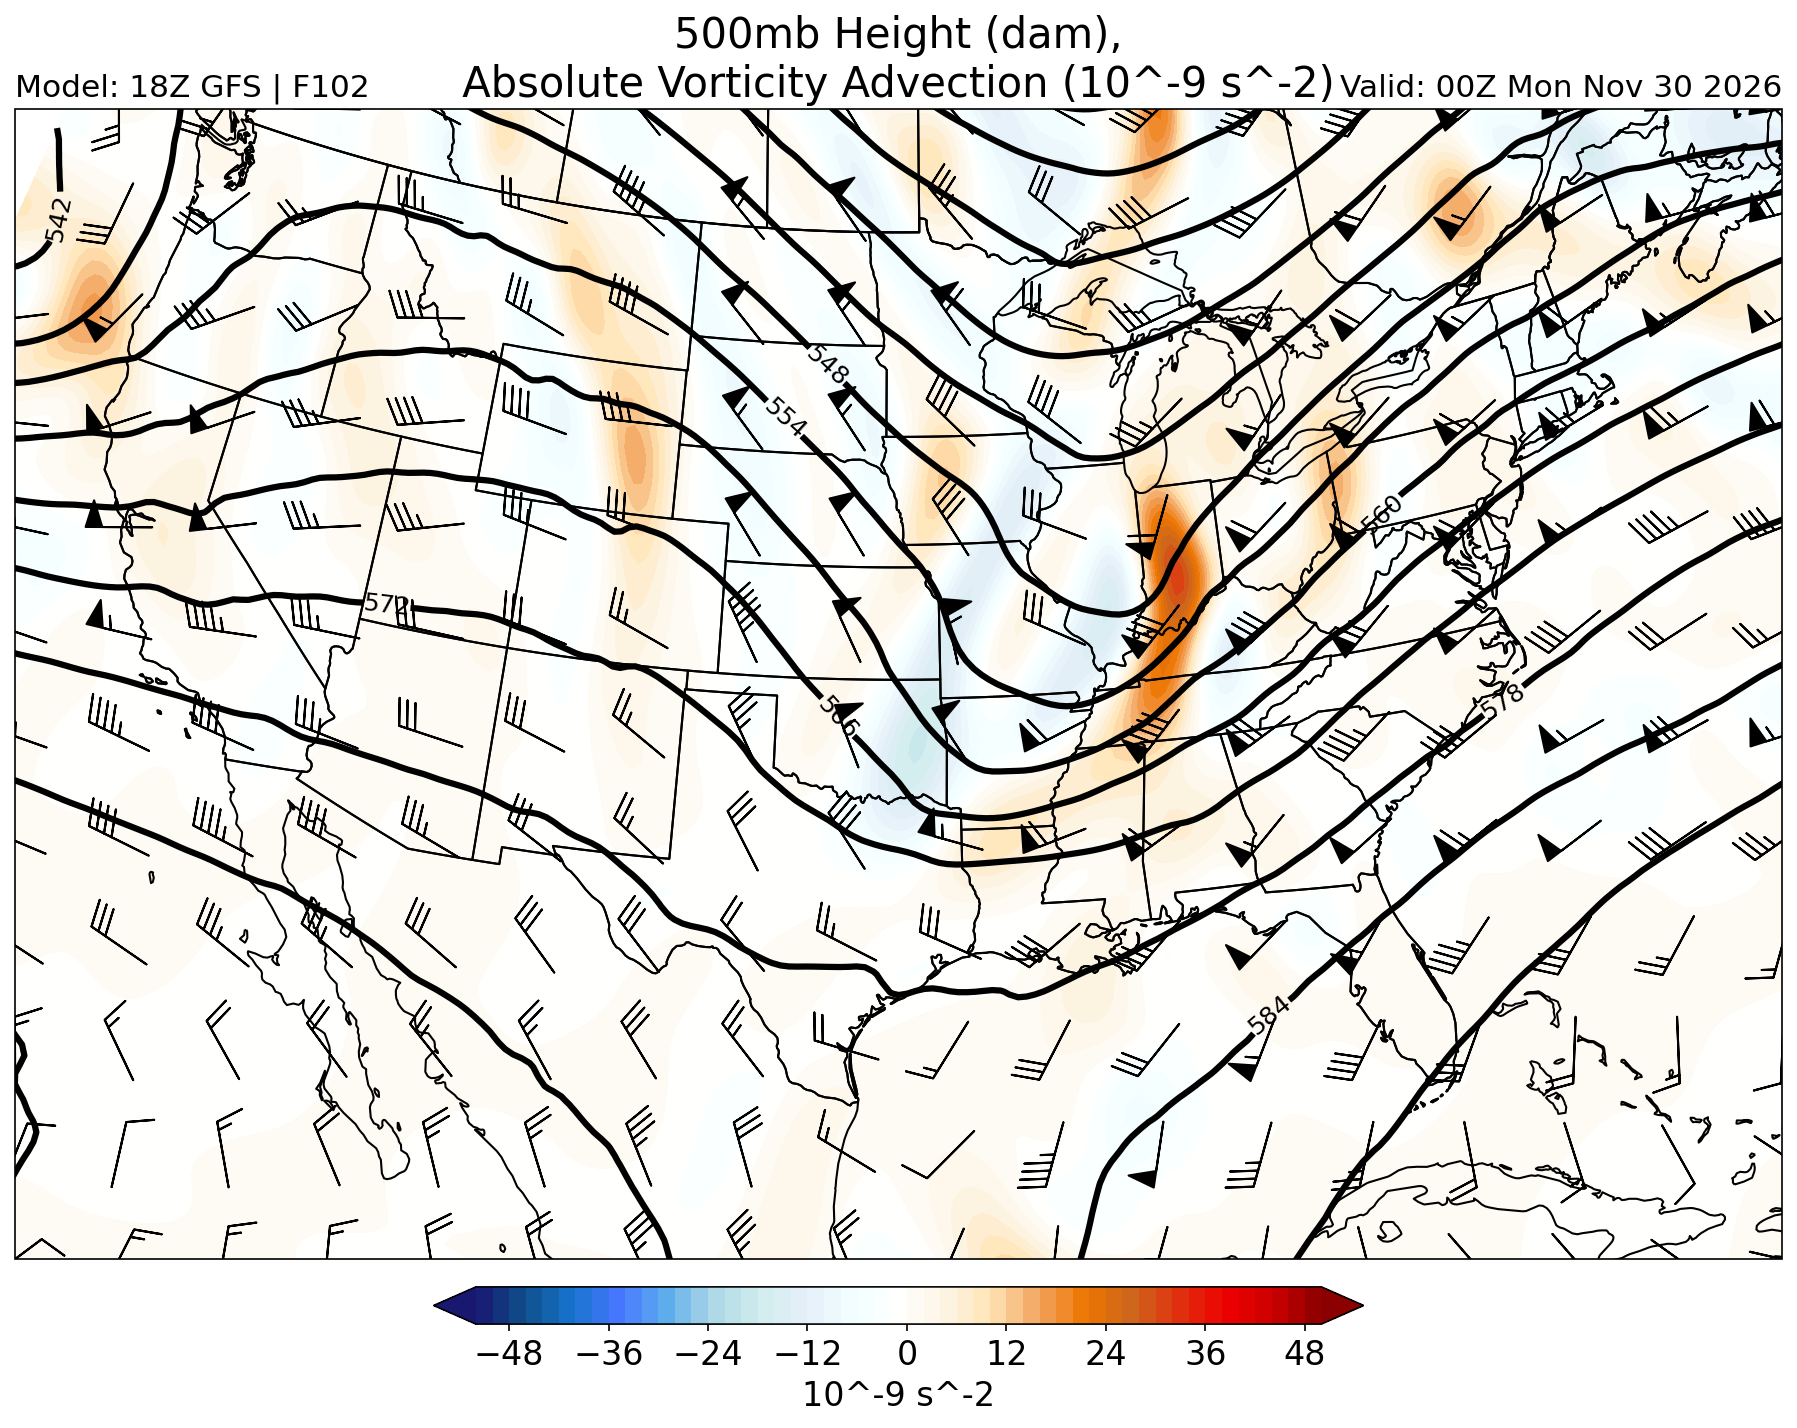 500mb Height (dam),
Model: 18Z GFS | F102
Absolute Vorticity Advection (10^-9 s^-2)
Valid: 00Z Mon Nov 30 2026
542
548
554
560
572
578
584
−48 −36 −24 −12 0 12 24 36 48
10^-9 s^-2